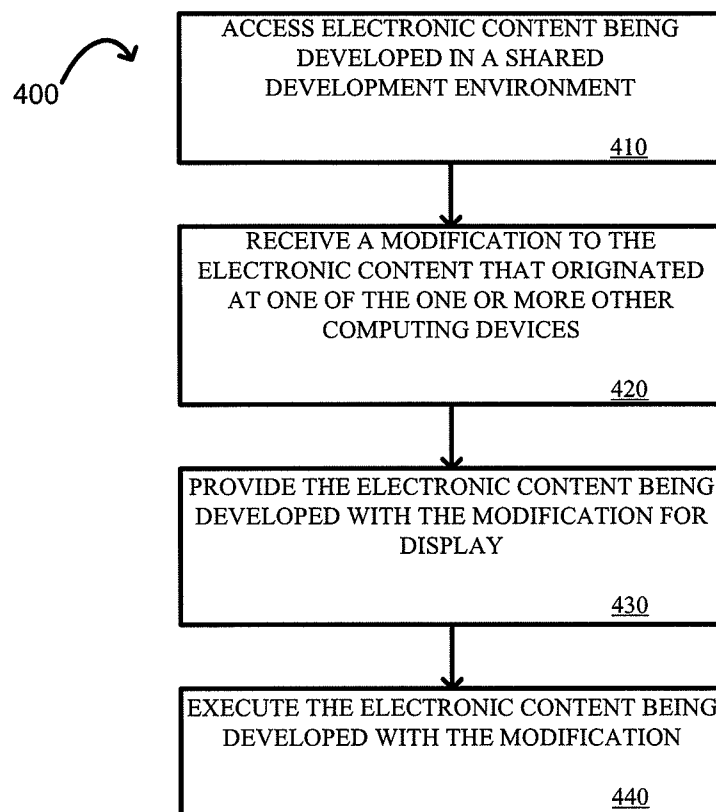 ACCESS ELECTRONIC CONTENT BEING
DEVELOPED IN A SHARED
DEVELOPMENT ENVIRONMENT
400
410
RECEIVE A MODIFICATION TO THE
ELECTRONIC CONTENT THAT ORIGINATED
AT ONE OF THE ONE OR MORE OTHER
COMPUTING DEVICES
420
PROVIDE THE ELECTRONIC CONTENT BEING
DEVELOPED WITH THE MODIFICATION FOR
DISPLAY
430
EXECUTE THE ELECTRONIC CONTENT BEING
DEVELOPED WITH THE MODIFICATION
440